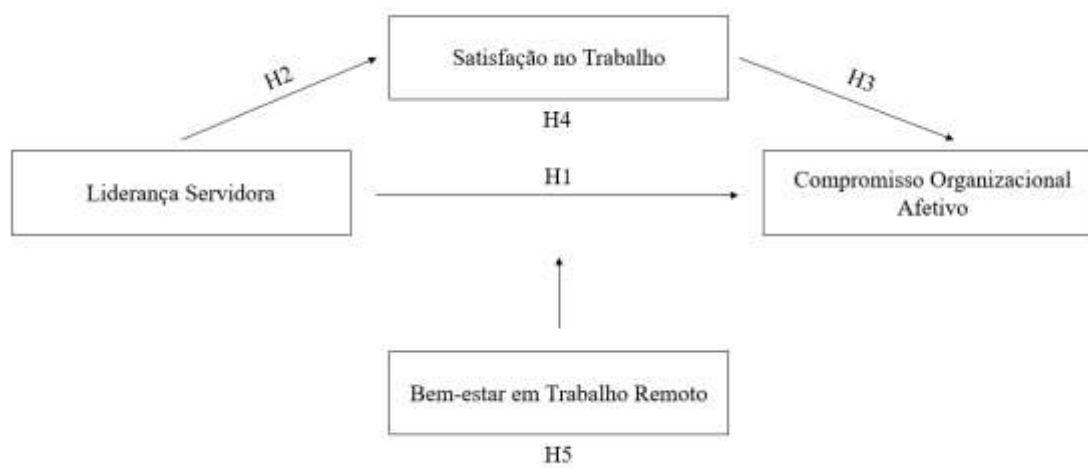 Satisfação no Trabalho
H2
H3
H4
Liderança Servidora
H1
Compromisso Organizacional
Afetivo
Bem-estar em Trabalho Remoto
H5